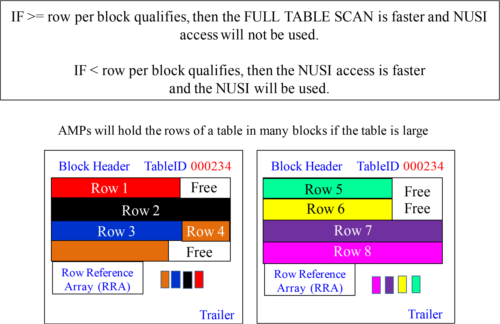 IF >= row per block qualifies, then the FULL TABLE SCAN is faster and NUSI
access will not be used.
IF < row per block qualifies, then the NUSI access is faster
and the NUSI will be used.
AMPs will hold the rows of a table in many blocks if the table is large
Block Header TableID 000234
Row 1 Free
Row 2
Row 3 Row 4
Free
Row Reference
Array (RRA)
Trailer
Block Header TableID 000234
Row 5 Free
Row 6 Free
Row 7
Row 8
Row Reference
Array (RRA)
Trailer